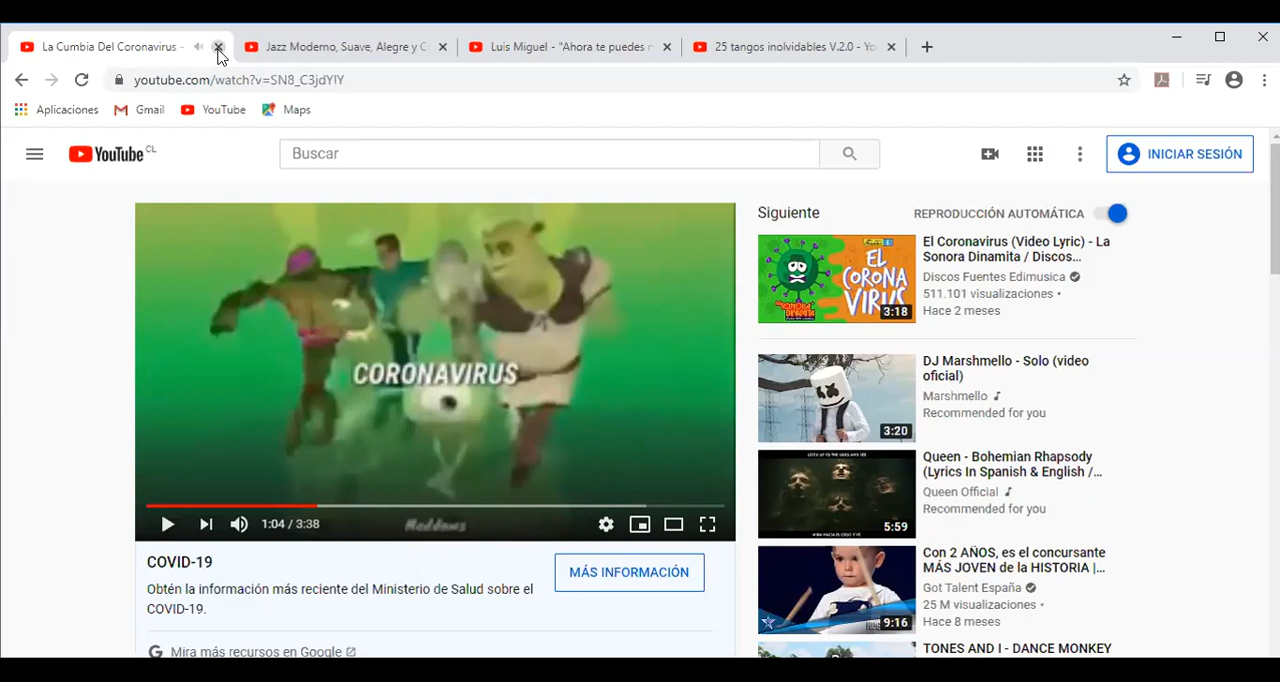 La Cumbia Del Coronavirus -
Jazz Moderno, Suave, Alegre y C
Luis Miguel - "Ahora te puedes m
25 tangos inolvidables V.2.0 - You
youtube.com/watch?v=SN8_C3jdYlY
Aplicaciones
Gmail
YouTube
Maps
YouTube CL
Buscar
INICIAR SESIÓN
CORONAVIRUS
1:04 / 3:38
Maddows
COVID-19
Obtén la información más reciente del Ministerio de Salud sobre el
COVID-19.
MÁS INFORMACIÓN
Mira más recursos en Google
Siguiente
REPRODUCCIÓN AUTOMÁTICA
EL
CORONA
VIRUS
3:18
El Coronavirus (Video Lyric) - La
Sonora Dinamita / Discos...
Discos Fuentes Edimusica
511.101 visualizaciones •
Hace 2 meses
3:20
DJ Marshmello - Solo (video
oficial)
Marshmello
Recommended for you
5:59
Queen - Bohemian Rhapsody
(Lyrics In Spanish & English /...
Queen Official
Recommended for you
9:16
Con 2 AÑOS, es el concursante
MÁS JOVEN de la HISTORIA |...
Got Talent España
25 M visualizaciones •
Hace 8 meses
TONES AND I - DANCE MONKEY